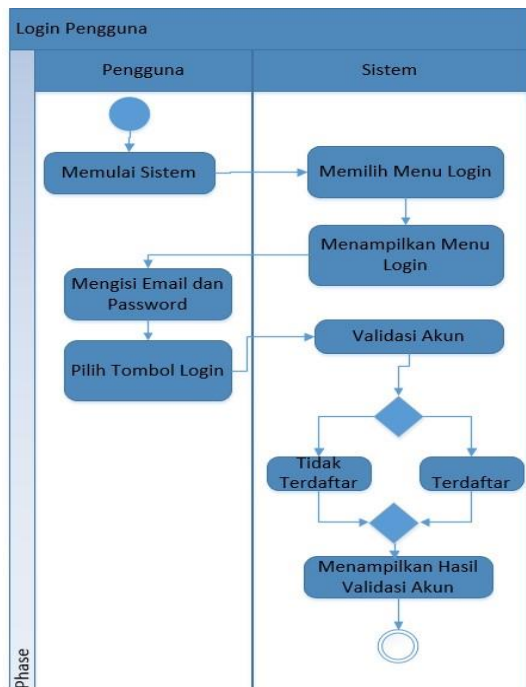 Login Pengguna
Pengguna
Sistem
Memulai Sistem
Memilih Menu Login
Menampilkan Menu
Login
Mengisi Email dan
Password
Pilih Tombol Login
Validasi Akun
Tidak
Terdaftar
Terdaftar
Menampilkan Hasil
Validasi Akun
Phase